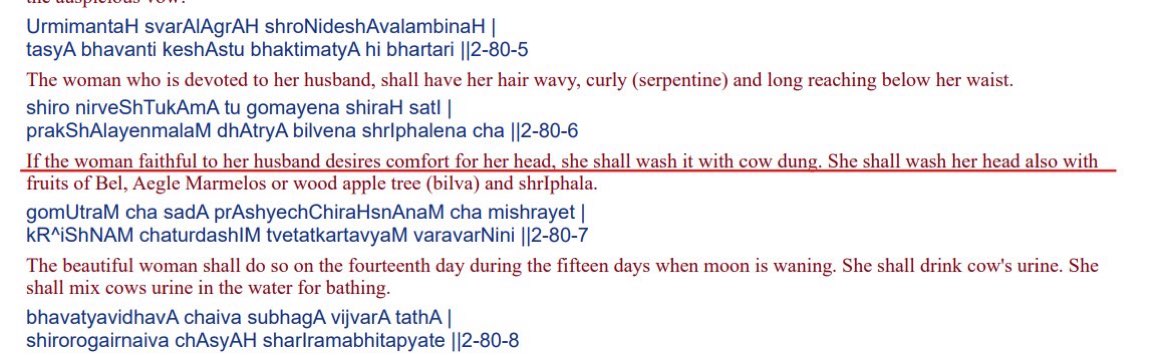 the auspicious vow.
UrmimantaH svarAlAgrAH shroNideshAvalambinaH |
tasyA bhavanti keshAstu bhaktimatyA hi bhartari ||2-80-5
The woman who is devoted to her husband, shall have her hair wavy, curly (serpentine) and long reaching below her waist.
shiro nirveShTukAmA tu gomayena shiraH satI |
prakShAlayenmalaM dhAtryA bilvena shrIphalena cha ||2-80-6
If the woman faithful to her husband desires comfort for her head, she shall wash it with cow dung. She shall wash her head also with
fruits of Bel, Aegle Marmelos or wood apple tree (bilva) and shrIphala.
gomUtraM cha sadA prAshyechChiraHsnAnaM cha mishrayet |
kR^iShNAM chaturdashIM tvetatkartavyaM varavarNini ||2-80-7
The beautiful woman shall do so on the fourteenth day during the fifteen days when moon is waning. She shall drink cow's urine. She
shall mix cows urine in the water for bathing.
bhavatyavidhavA chaiva subhagA vijvarA tathA |
shirorogairnaiva chAsyAH sharIramabhitapyate ||2-80-8